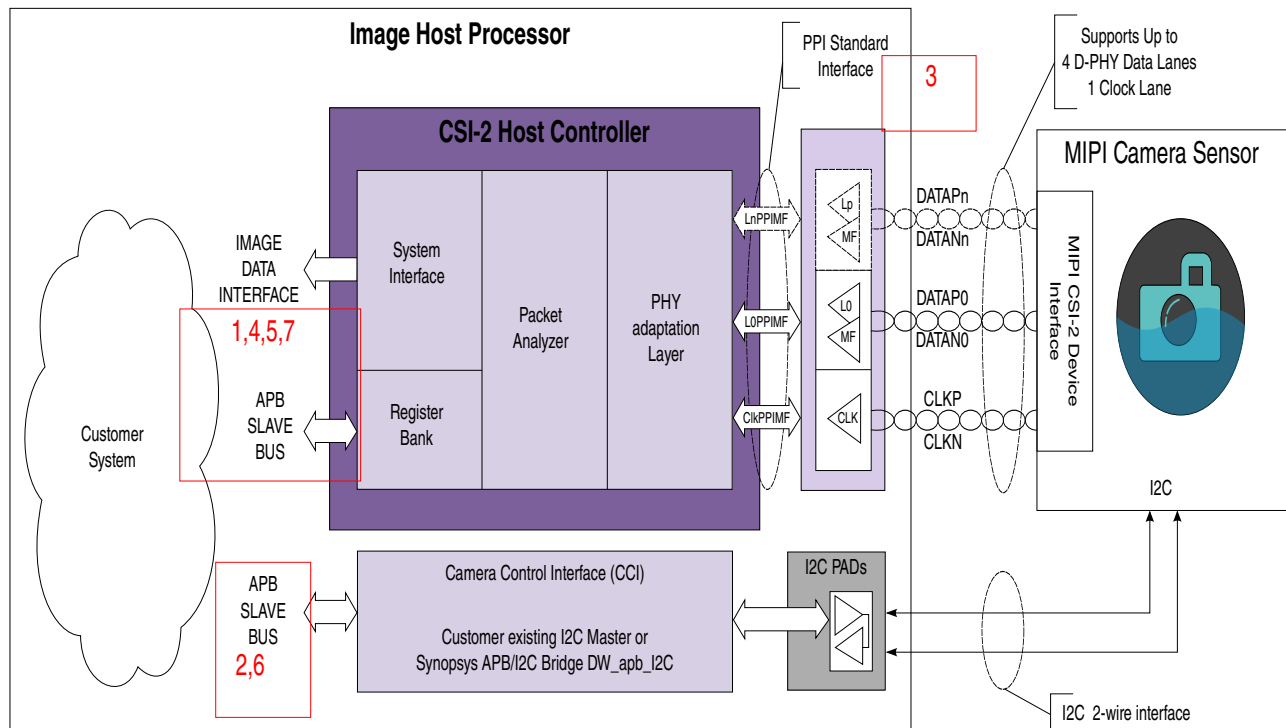 Image Host Processor
PPI Standard
Interface
3
Supports Up to
4 D-PHY Data Lanes
1 Clock Lane
CSI-2 Host Controller
MIPI Camera Sensor
System
Interface
Packet
Analyzer
PHY
adaptation
Layer
Register
Bank
LnPPIMF
L0PPIMF
ClkPPIMF
Lp
MF
L0
MF
CLK
DATAPn
DATANn
DATAP0
DATAN0
CLKP
CLKN
MIPI CSI-2 Device
Interface
I2C
IMAGE
DATA
INTERFACE
1,4,5,7
APB
SLAVE
BUS
Customer
System
APB
SLAVE
BUS
2,6
Camera Control Interface (CCI)
Customer existing I2C Master or
Synopsys APB/I2C Bridge DW_apb_I2C
I2C PADs
I2C 2-wire interface